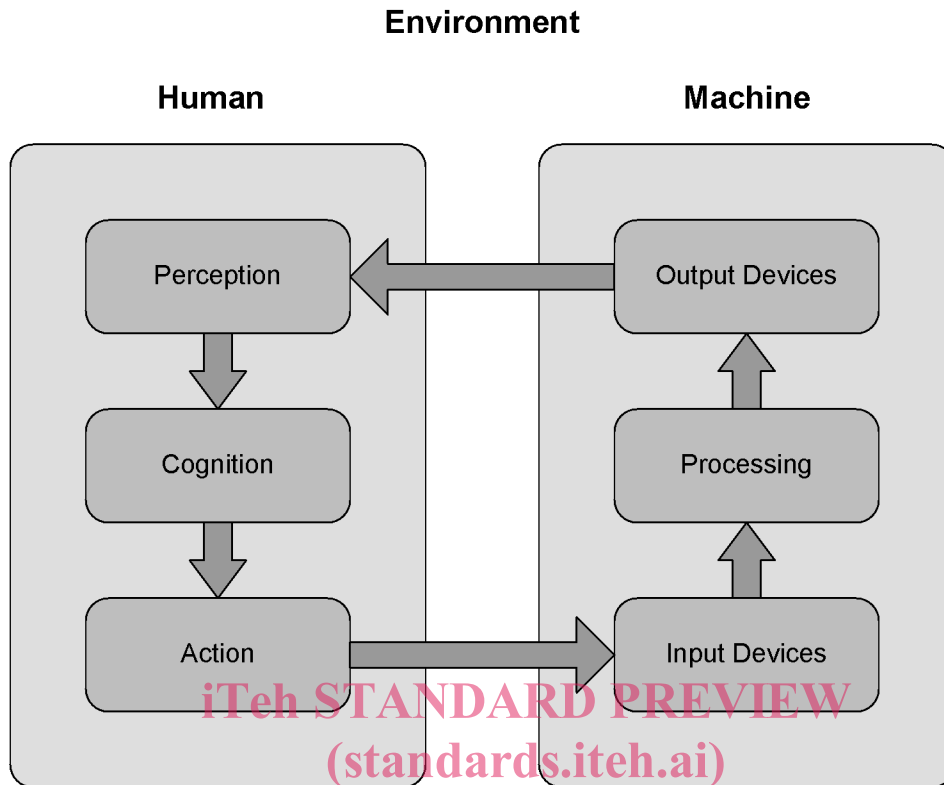 Environment
Human
Machine
Perception
Output Devices
Cognition
Processing
Action
Input Devices
iTeh STANDARD PREVIEW
(standards.iteh.ai)